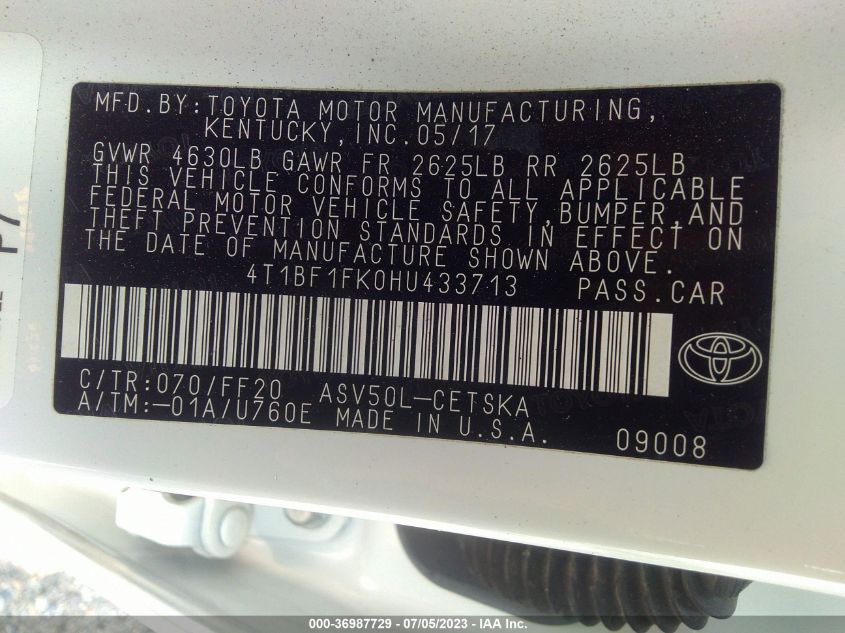 MFD.BY:TOYOTA MOTOR MANUFACTURING,
KENTUCKY,INC.05/17
GVWR 4630LB GAWR FR 2625LB RR 2625LB
THIS VEHICLE CONFORMS TO ALL APPLICABLE
FEDERAL MOTOR VEHICLE SAFETY,BUMPER,AND
THEFT PREVENTION STANDARDS IN EFFECT ON
THE DATE OF MANUFACTURE SHOWN ABOVE.
4T1BF1FK0HU433713 PASS.CAR
C/TR:070/FF20 ASV50L-CETSKA
A/TM:-01A/U760E MADE IN U.S.A.
09008
000-36987729 - 07/05/2023 - IAA Inc.